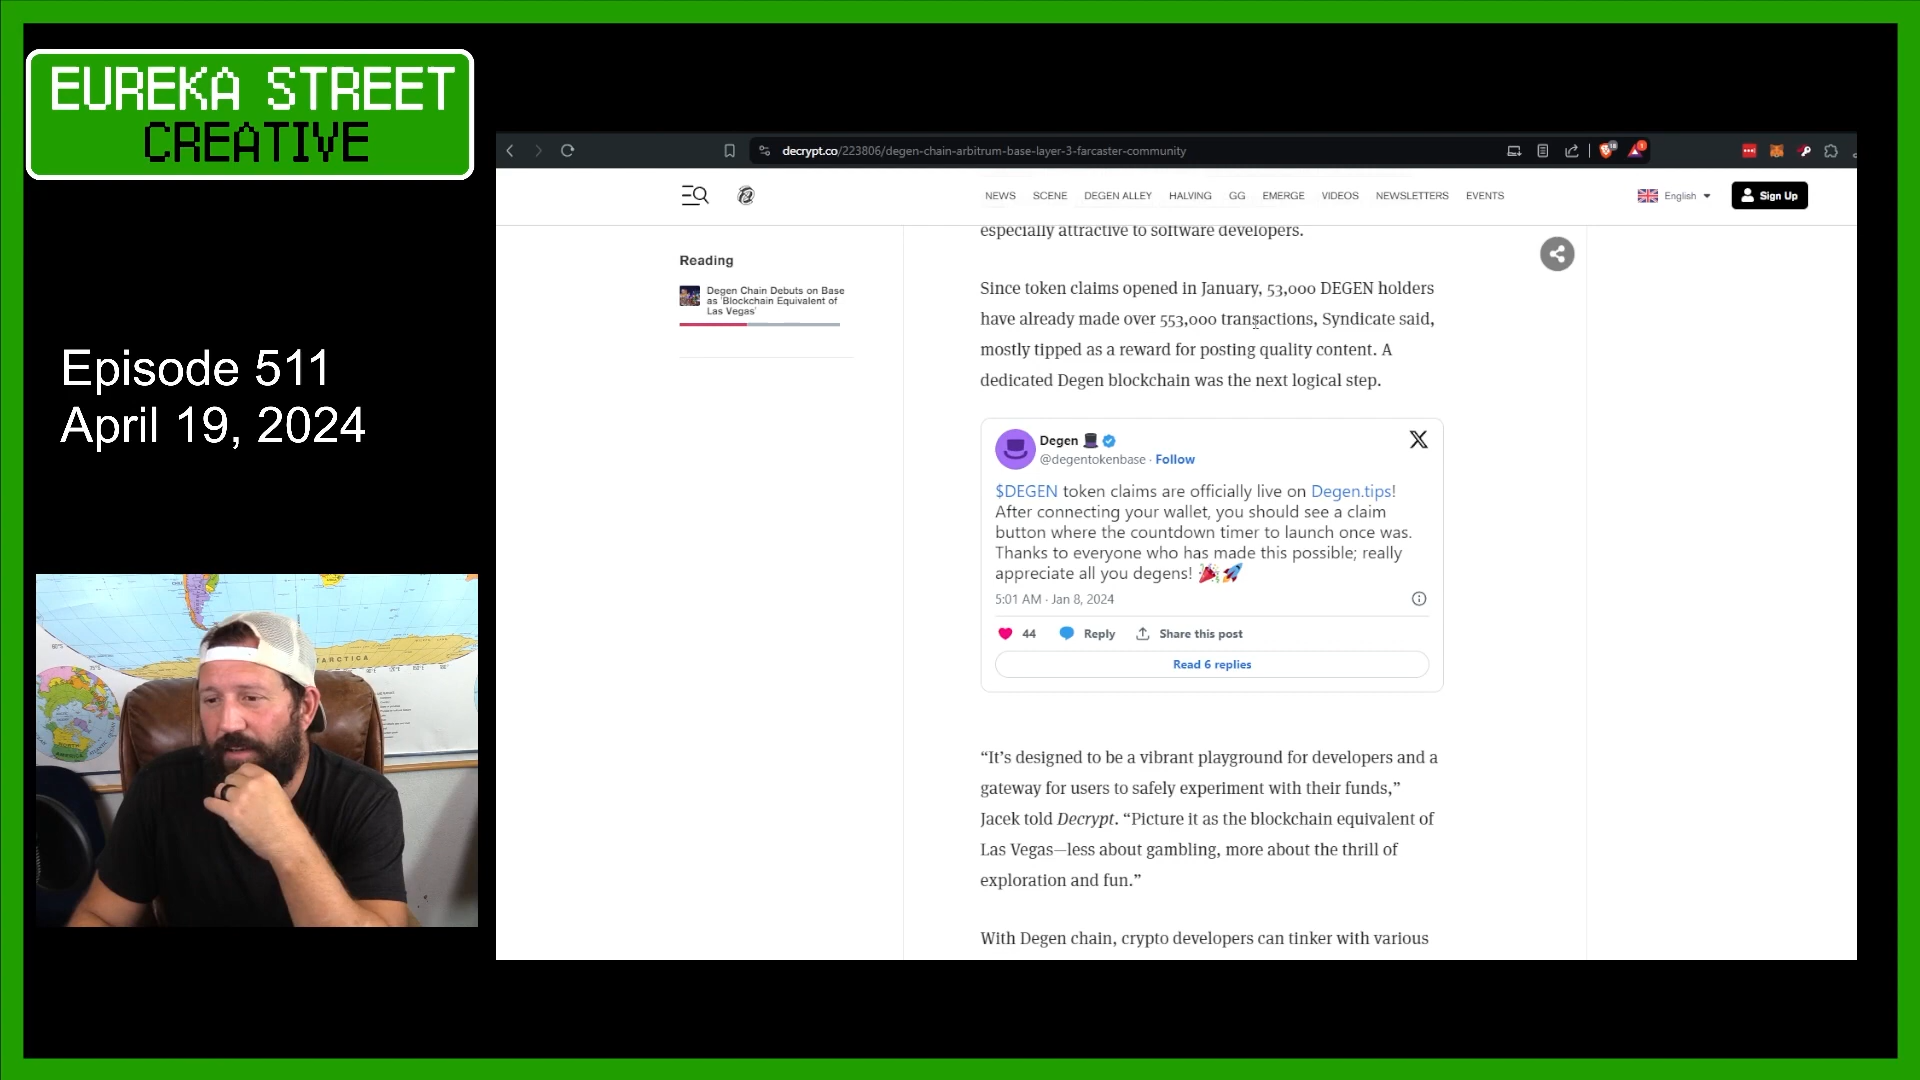 EUREKA STREET
CREATIVE
Episode 511
April 19, 2024
decrypt.co/223806/degen-chain-arbitrum-base-layer-3-farcaster-community
NEWS SCENE DEGEN ALLEY HALVING GG EMERGE VIDEOS NEWSLETTERS EVENTS
English
Sign Up
Reading
Degen Chain Debuts on Base
as 'Blockchain Equivalent of
Las Vegas'
especially attractive to software developers.
Since token claims opened in January, 53,000 DEGEN holders
have already made over 553,000 transactions, Syndicate said,
mostly tipped as a reward for posting quality content. A
dedicated Degen blockchain was the next logical step.
Degen 🎩
@degentokenbase · Follow
$DEGEN token claims are officially live on Degen.tips!
After connecting your wallet, you should see a claim
button where the countdown timer to launch once was.
Thanks to everyone who has made this possible; really
appreciate all you degens! 🎉🚀
5:01 AM · Jan 8, 2024
44 Reply Share this post
Read 6 replies
“It’s designed to be a vibrant playground for developers and a
gateway for users to safely experiment with their funds,”
Jacek told Decrypt. “Picture it as the blockchain equivalent of
Las Vegas—less about gambling, more about the thrill of
exploration and fun.”
With Degen chain, crypto developers can tinker with various